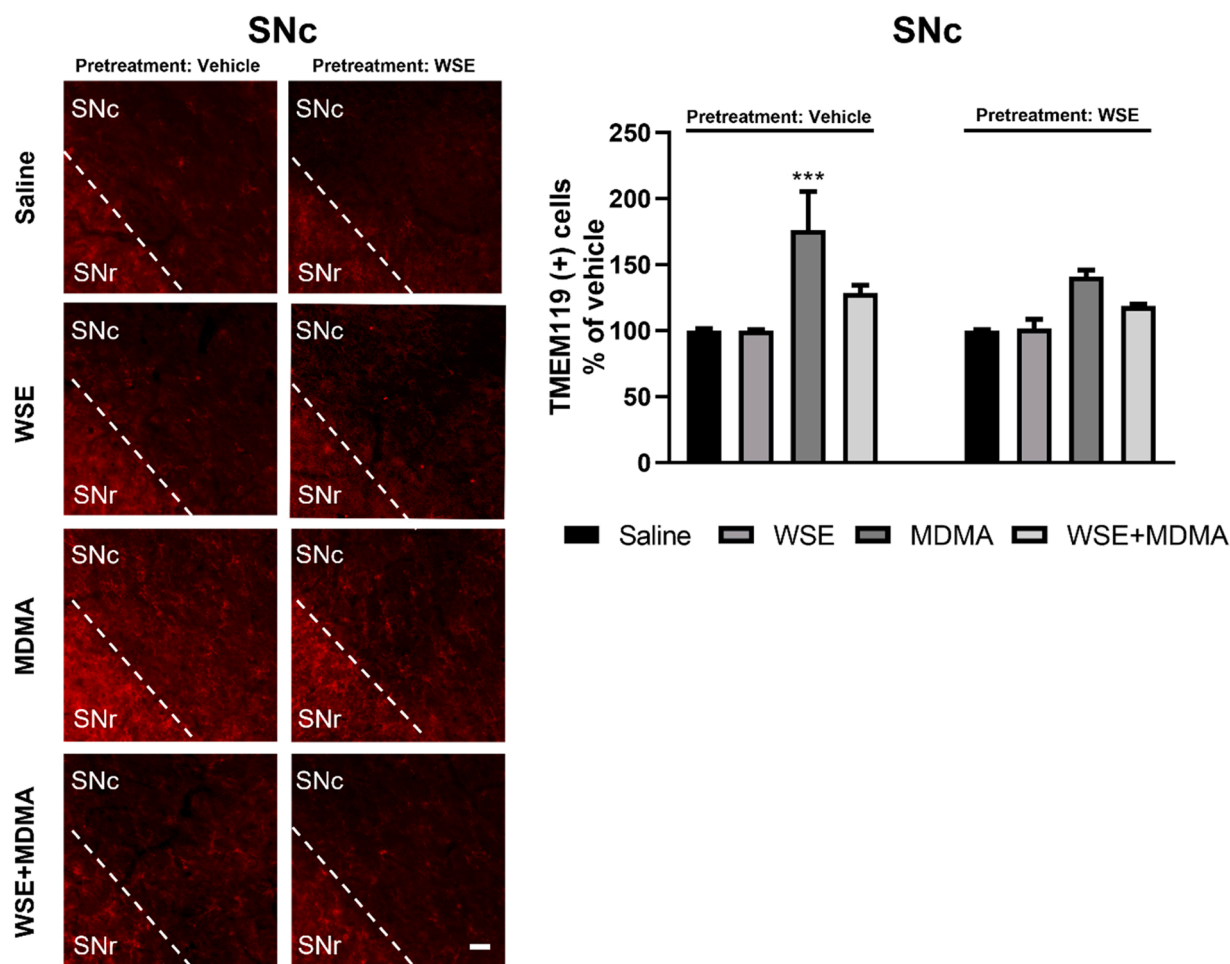 SNc
Pretreatment: Vehicle
Pretreatment: WSE
Saline
SNc
SNr
SNc
SNr
WSE
SNc
SNr
SNc
SNr
MDMA
SNc
SNr
SNc
SNr
WSE+MDMA
SNc
SNr
SNc
SNr
SNc
Pretreatment: Vehicle
Pretreatment: WSE
TMEM119 (+) cells
% of vehicle
250
200
150
100
50
0
***
Saline
WSE
MDMA
WSE+MDMA